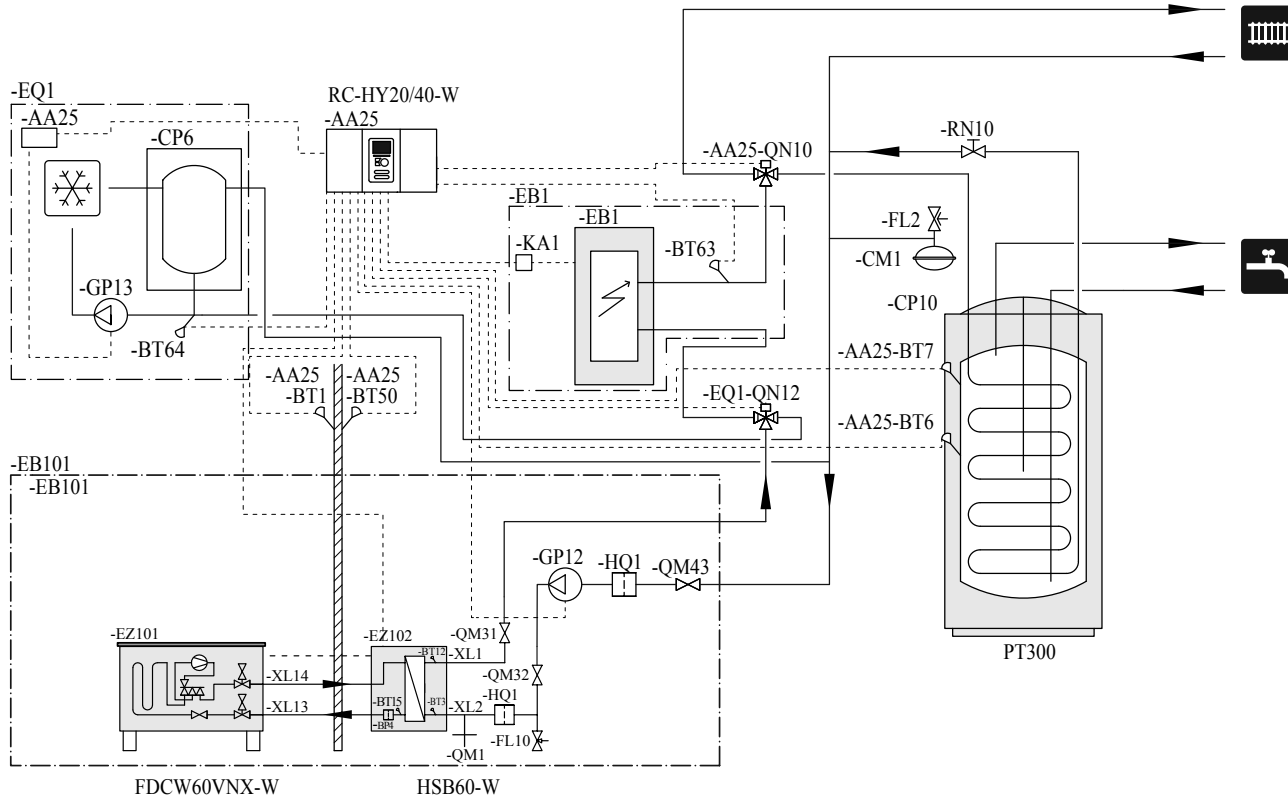 -EQ1
-AA25
-CP6
-GP13
-BT64
RC-HY20/40-W
-AA25
-AA25
-BT1
-AA25
-BT50
-EB1
-EB1
-KA1
-BT63
-AA25-QN10
-EQ1-QN12
-RN10
-FL2
-CM1
-CP10
-AA25-BT7
-AA25-BT6
PT300
-EB101
-EB101
-GP12
-HQ1
-QM43
-EZ101
-XL14
-XL13
-EZ102
-BT12
-XL1
-QM31
-QM32
-BT15
-BP4
-BT3
-XL2
-HQ1
-QM1
-FL10
FDCW60VNX-W
HSB60-W